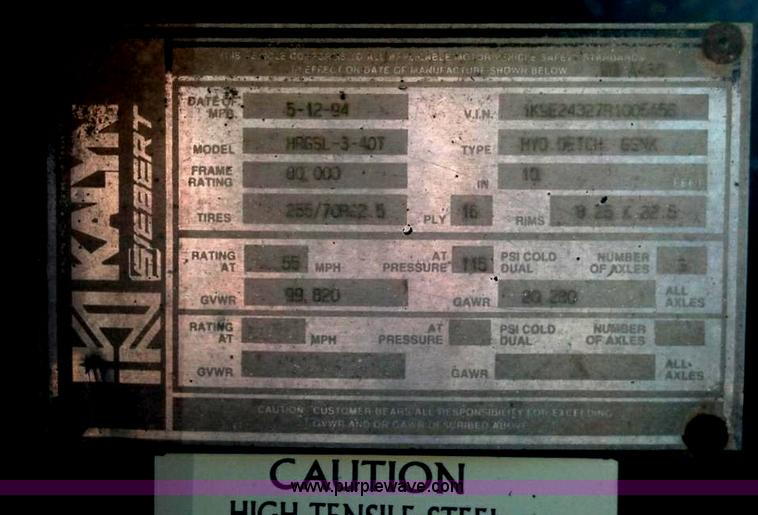 THIS VEHICLE CONFORMS TO ALL APPLICABLE MOTOR VEHICLE SAFETY STANDARDS
IN EFFECT ON DATE OF MANUFACTURE SHOWN BELOW
KALYN
SIEBERT
DATE OF MFG. 5-12-94 V.I.N.
MODEL HRGSL-3-40T TYPE HYD DETCH GSNK
FRAME RATING 80,000 IN 10 FEET
TIRES 255/70R22.5 PLY 16 RIMS 8.25 X 22.5
RATING AT 55 MPH AT PRESSURE 115 PSI COLD DUAL NUMBER OF AXLES 3
GVWR 99,820 GAWR 20,280 ALL AXLES
RATING AT MPH AT PRESSURE PSI COLD DUAL NUMBER OF AXLES
GVWR GAWR ALL AXLES
CAUTION: CUSTOMER BEARS ALL RESPONSIBILITY FOR EXCEEDING
GVWR AND OR GAWR DESCRIBED ABOVE
CAUTION
www.purplewave.com
HIGH TENSILE STEEL